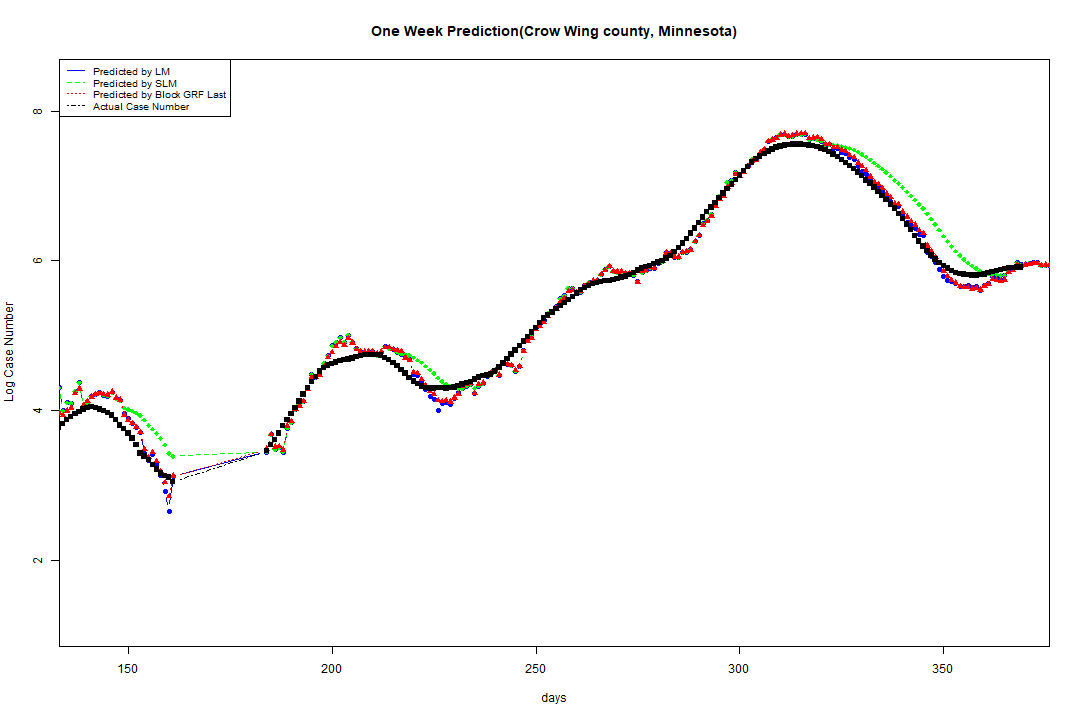 One Week Prediction(Crow Wing county, Minnesota)
Predicted by LM
Predicted by SLM
Predicted by Block GRF Last
Actual Case Number
8
6
4
2
Log Case Number
150 200 250 300 350
days